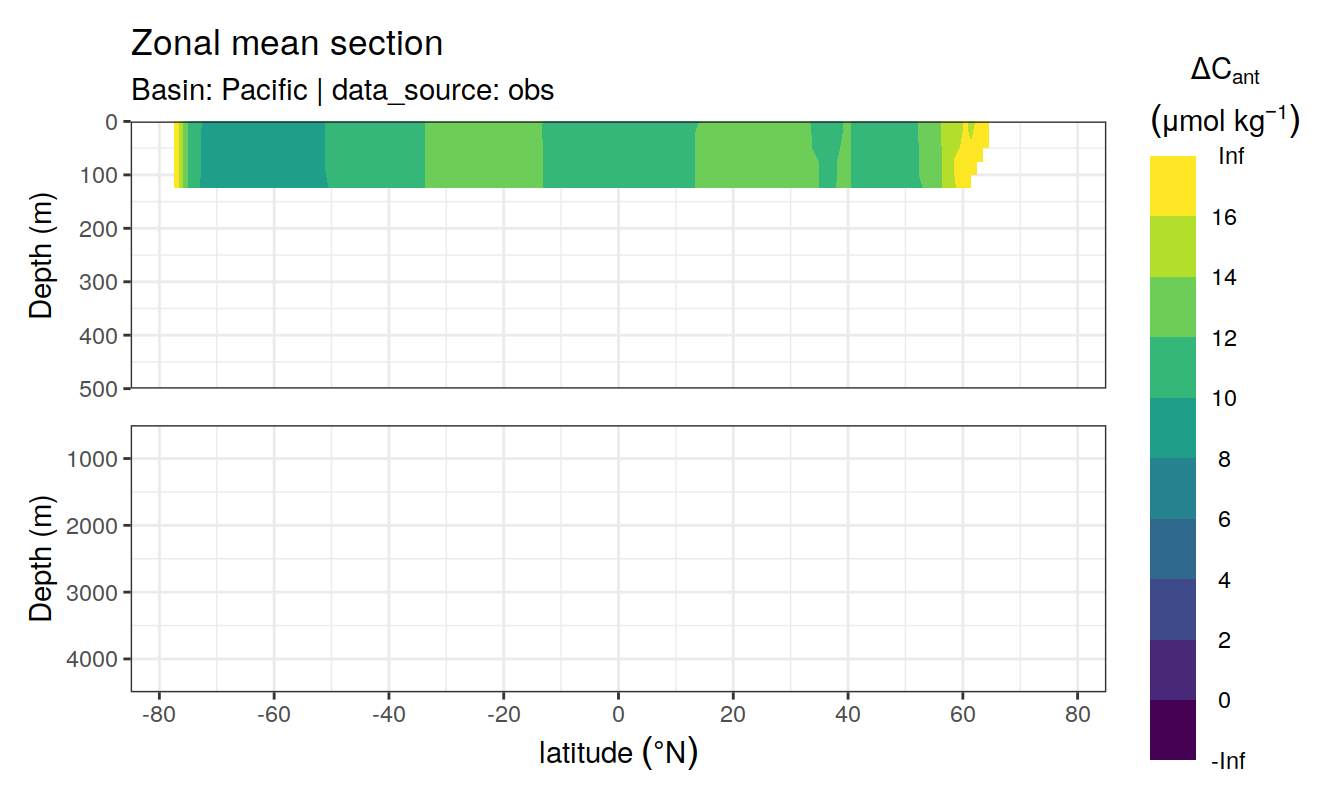 Zonal mean section
Basin: Pacific | data_source: obs
ΔCant
(μmol kg⁻¹)
Inf
16
14
12
10
8
6
4
2
0
-Inf
Depth (m)
0
100
200
300
400
500
Depth (m)
1000
2000
3000
4000
-80 -60 -40 -20 0 20 40 60 80
latitude (°N)